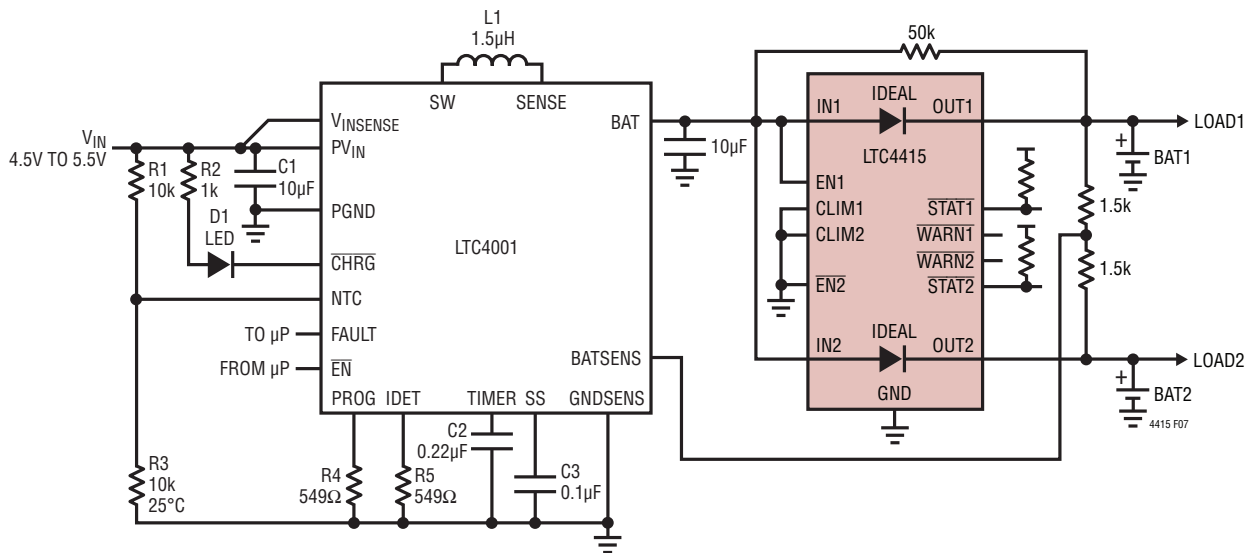 L1
1.5μH
50k
SW
SENSE
V_IN
4.5V TO 5.5V
R1
10k
R2
1k
C1
10μF
D1
LED
V_INSENSE
PV_IN
PGND
CHRG
NTC
FAULT
EN
TO μP
FROM μP
LTC4001
BAT
BATSENS
PROG
IDET
TIMER
SS
GNDSENS
R3
10k
25°C
R4
549Ω
R5
549Ω
C2
0.22μF
C3
0.1μF
10μF
IN1
IDEAL
OUT1
LTC4415
EN1
CLIM1
CLIM2
EN2
STAT1
WARN1
WARN2
STAT2
IN2
IDEAL
OUT2
GND
LOAD1
+
BAT1
1.5k
1.5k
LOAD2
+
BAT2
4415 F07